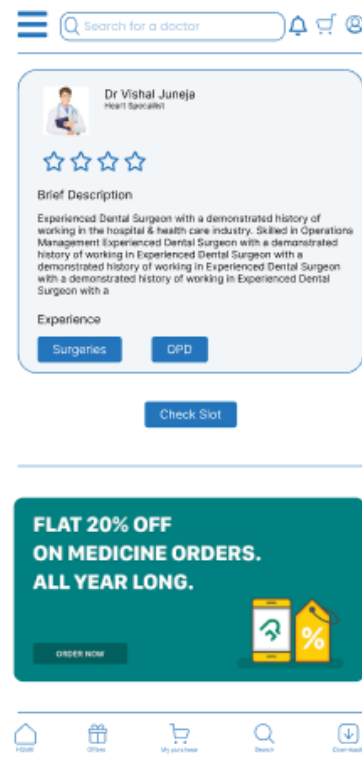 Search for a doctor
Dr Vishal Juneja
Heart Specialist
Brief Description
Experienced Dental Surgeon with a demonstrated history of
working in the hospital & health care industry. Skilled in Operations
Management Experienced Dental Surgeon with a demonstrated
history of working in Experienced Dental Surgeon with a
demonstrated history of working in Experienced Dental Surgeon
with a demonstrated history of working in Experienced Dental
Surgeon with a
Experience
Surgeries OPD
Check Slot
FLAT 20% OFF
ON MEDICINE ORDERS.
ALL YEAR LONG.
%
ORDER NOW
HOME Offers My purchase Search Download